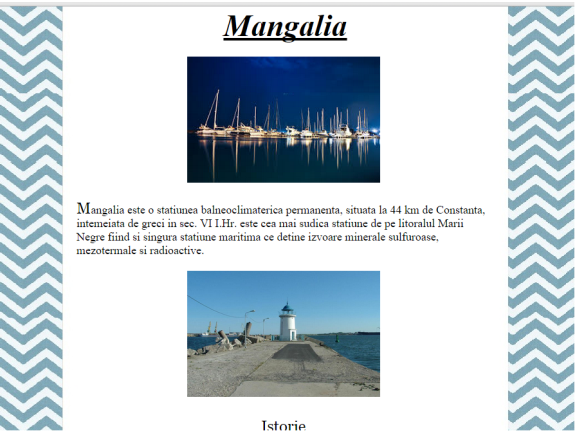 Mangalia
Mangalia este o statiunea balneoclimaterica permanenta, situata la 44 km de Constanta,
intemeiata de greci in sec. VI I.Hr. este cea mai sudica statiune de pe litoralul Marii
Negre fiind si singura statiune maritima ce detine izvoare minerale sulfuroase,
mezotermale si radioactive.
Istorie